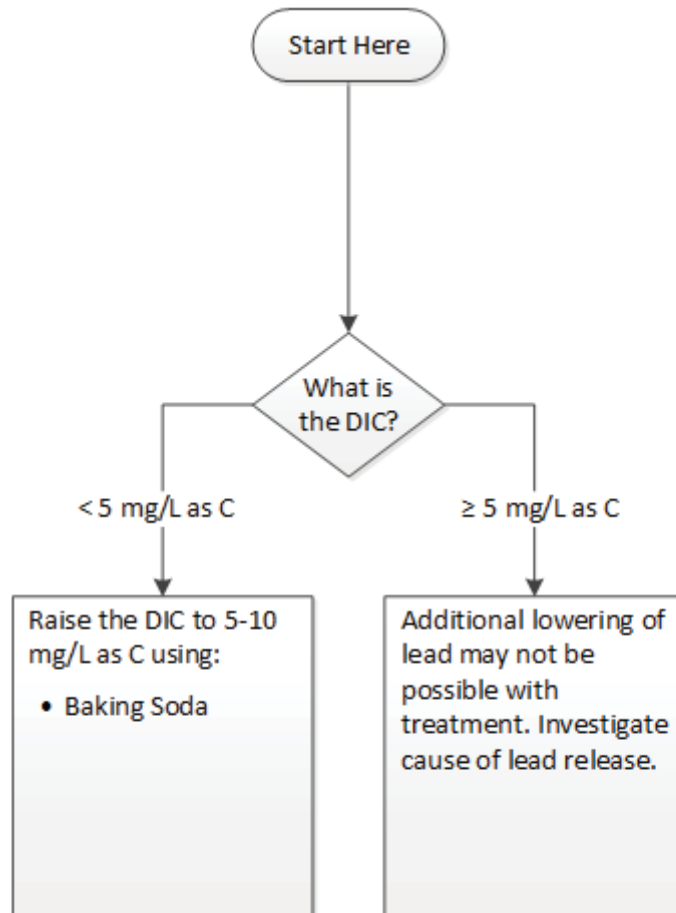 Start Here
What is
the DIC?
< 5 mg/L as C
≥ 5 mg/L as C
Raise the DIC to 5-10
mg/L as C using:
• Baking Soda
Additional lowering of
lead may not be
possible with
treatment. Investigate
cause of lead release.